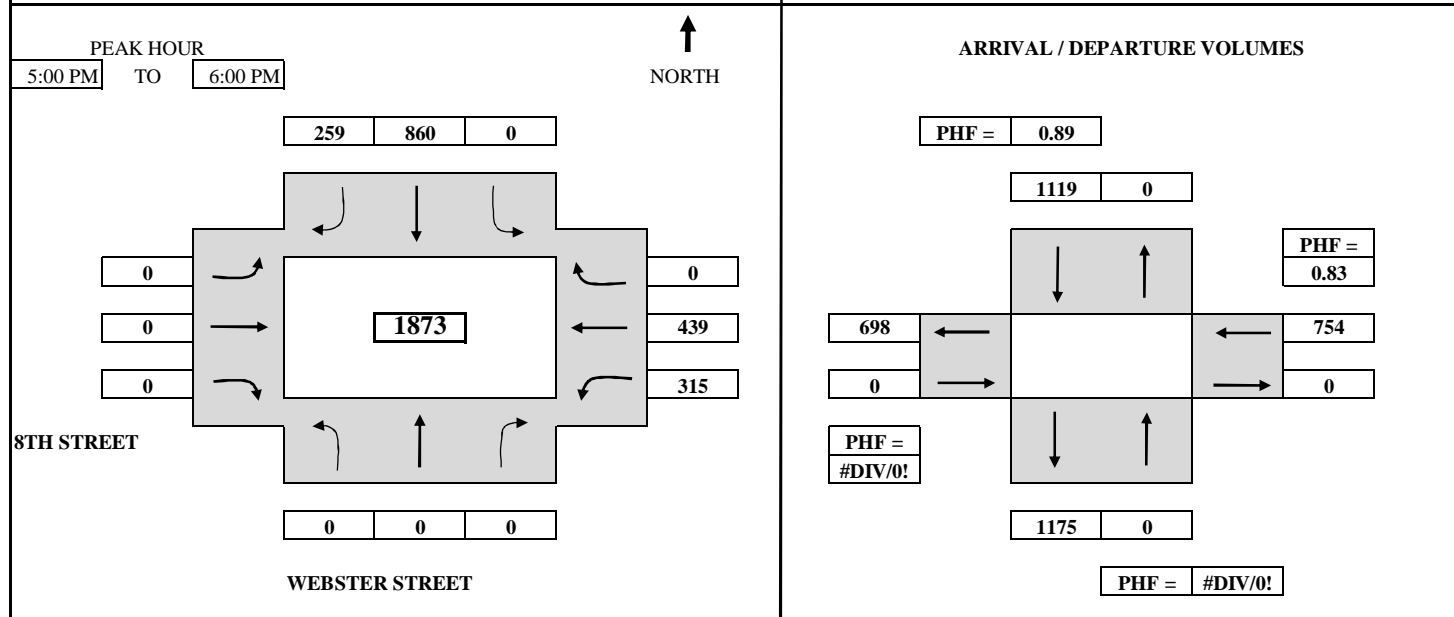 PEAK HOUR
5:00 PM TO 6:00 PM
NORTH
259 860 0
0 0
0 1873 439
0 315
8TH STREET
0 0 0
WEBSTER STREET
ARRIVAL / DEPARTURE VOLUMES
PHF = 0.89
1119 0
PHF =
0.83
698 754
0 0
PHF =
#DIV/0!
1175 0
PHF = #DIV/0!